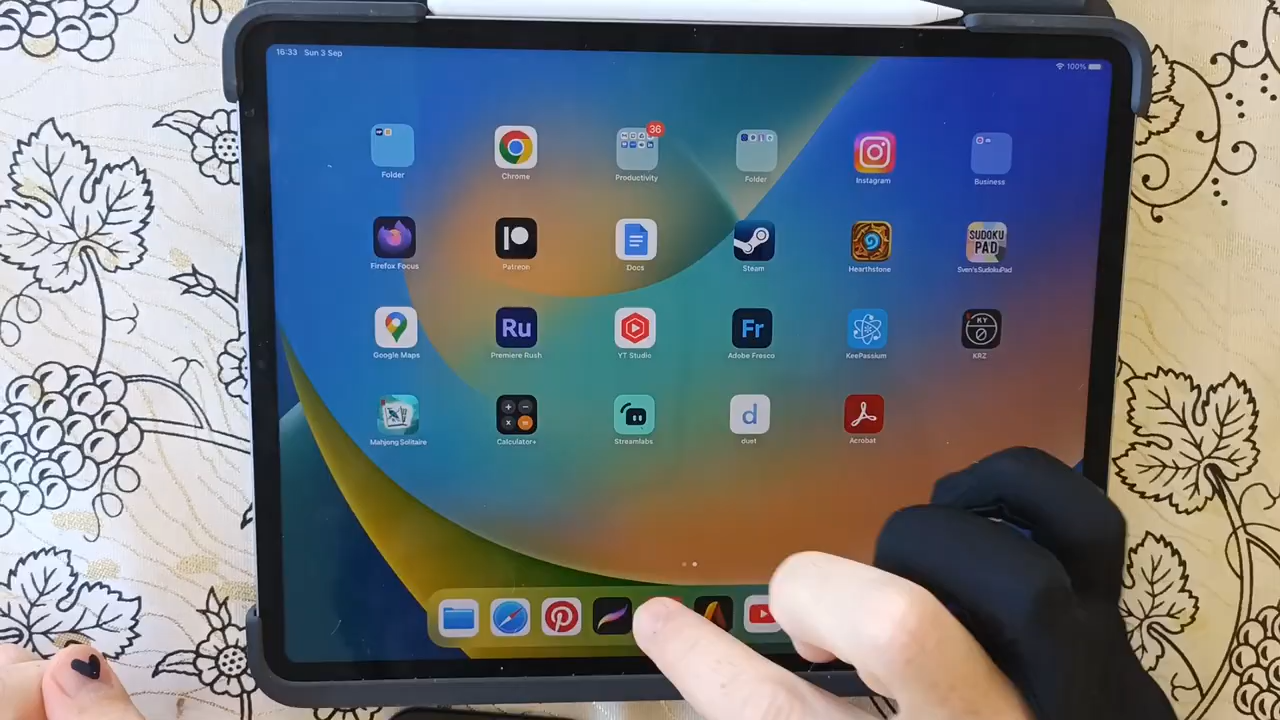 16:33 Sun 3 Sep
100%
36
Folder
Chrome
Productivity
Folder
Instagram
Business
SUDOKU
PAD
Firefox Focus
Patreon
Docs
Steam
Hearthstone
Sven'sSudokuPad
Ru
Fr
KY
Google Maps
Premiere Rush
YT Studio
Adobe Fresco
KeePassium
KRZ
d
Mahjong Solitaire
Calculator+
Streamlabs
duet
Acrobat